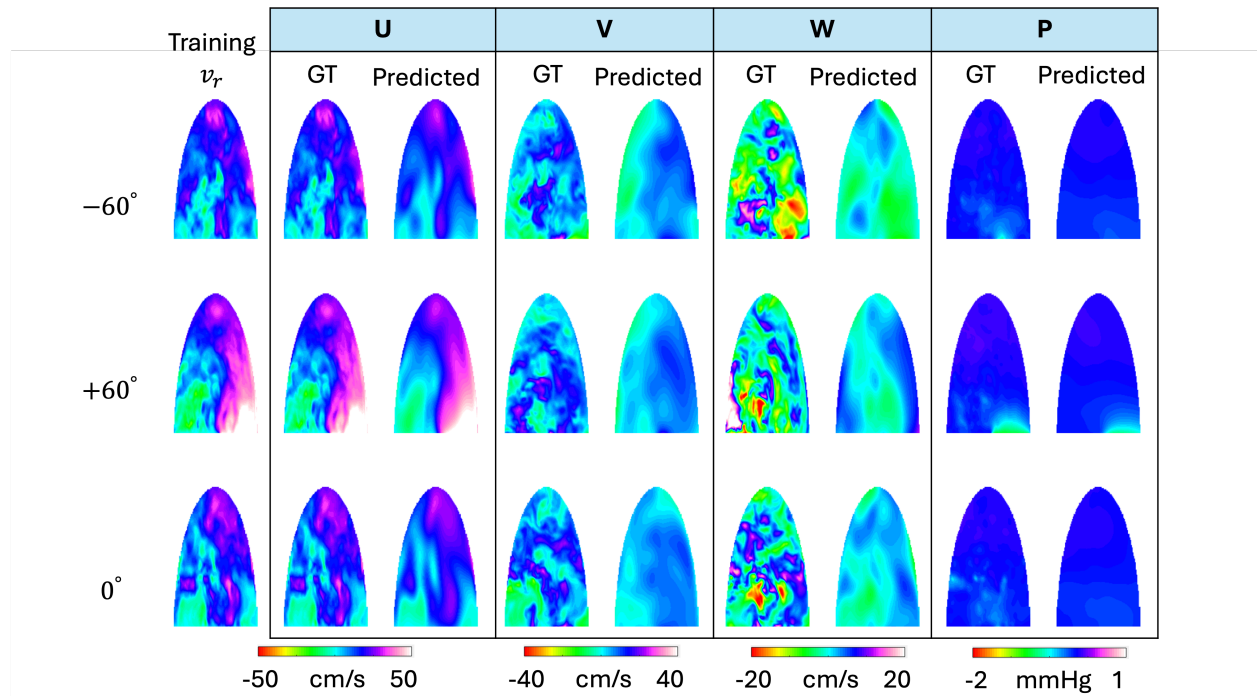 U V W P
Training
v_r GT Predicted GT Predicted GT Predicted GT Predicted
−60°
+60°
0°
-50 cm/s 50 -40 cm/s 40 -20 cm/s 20 -2 mmHg 1